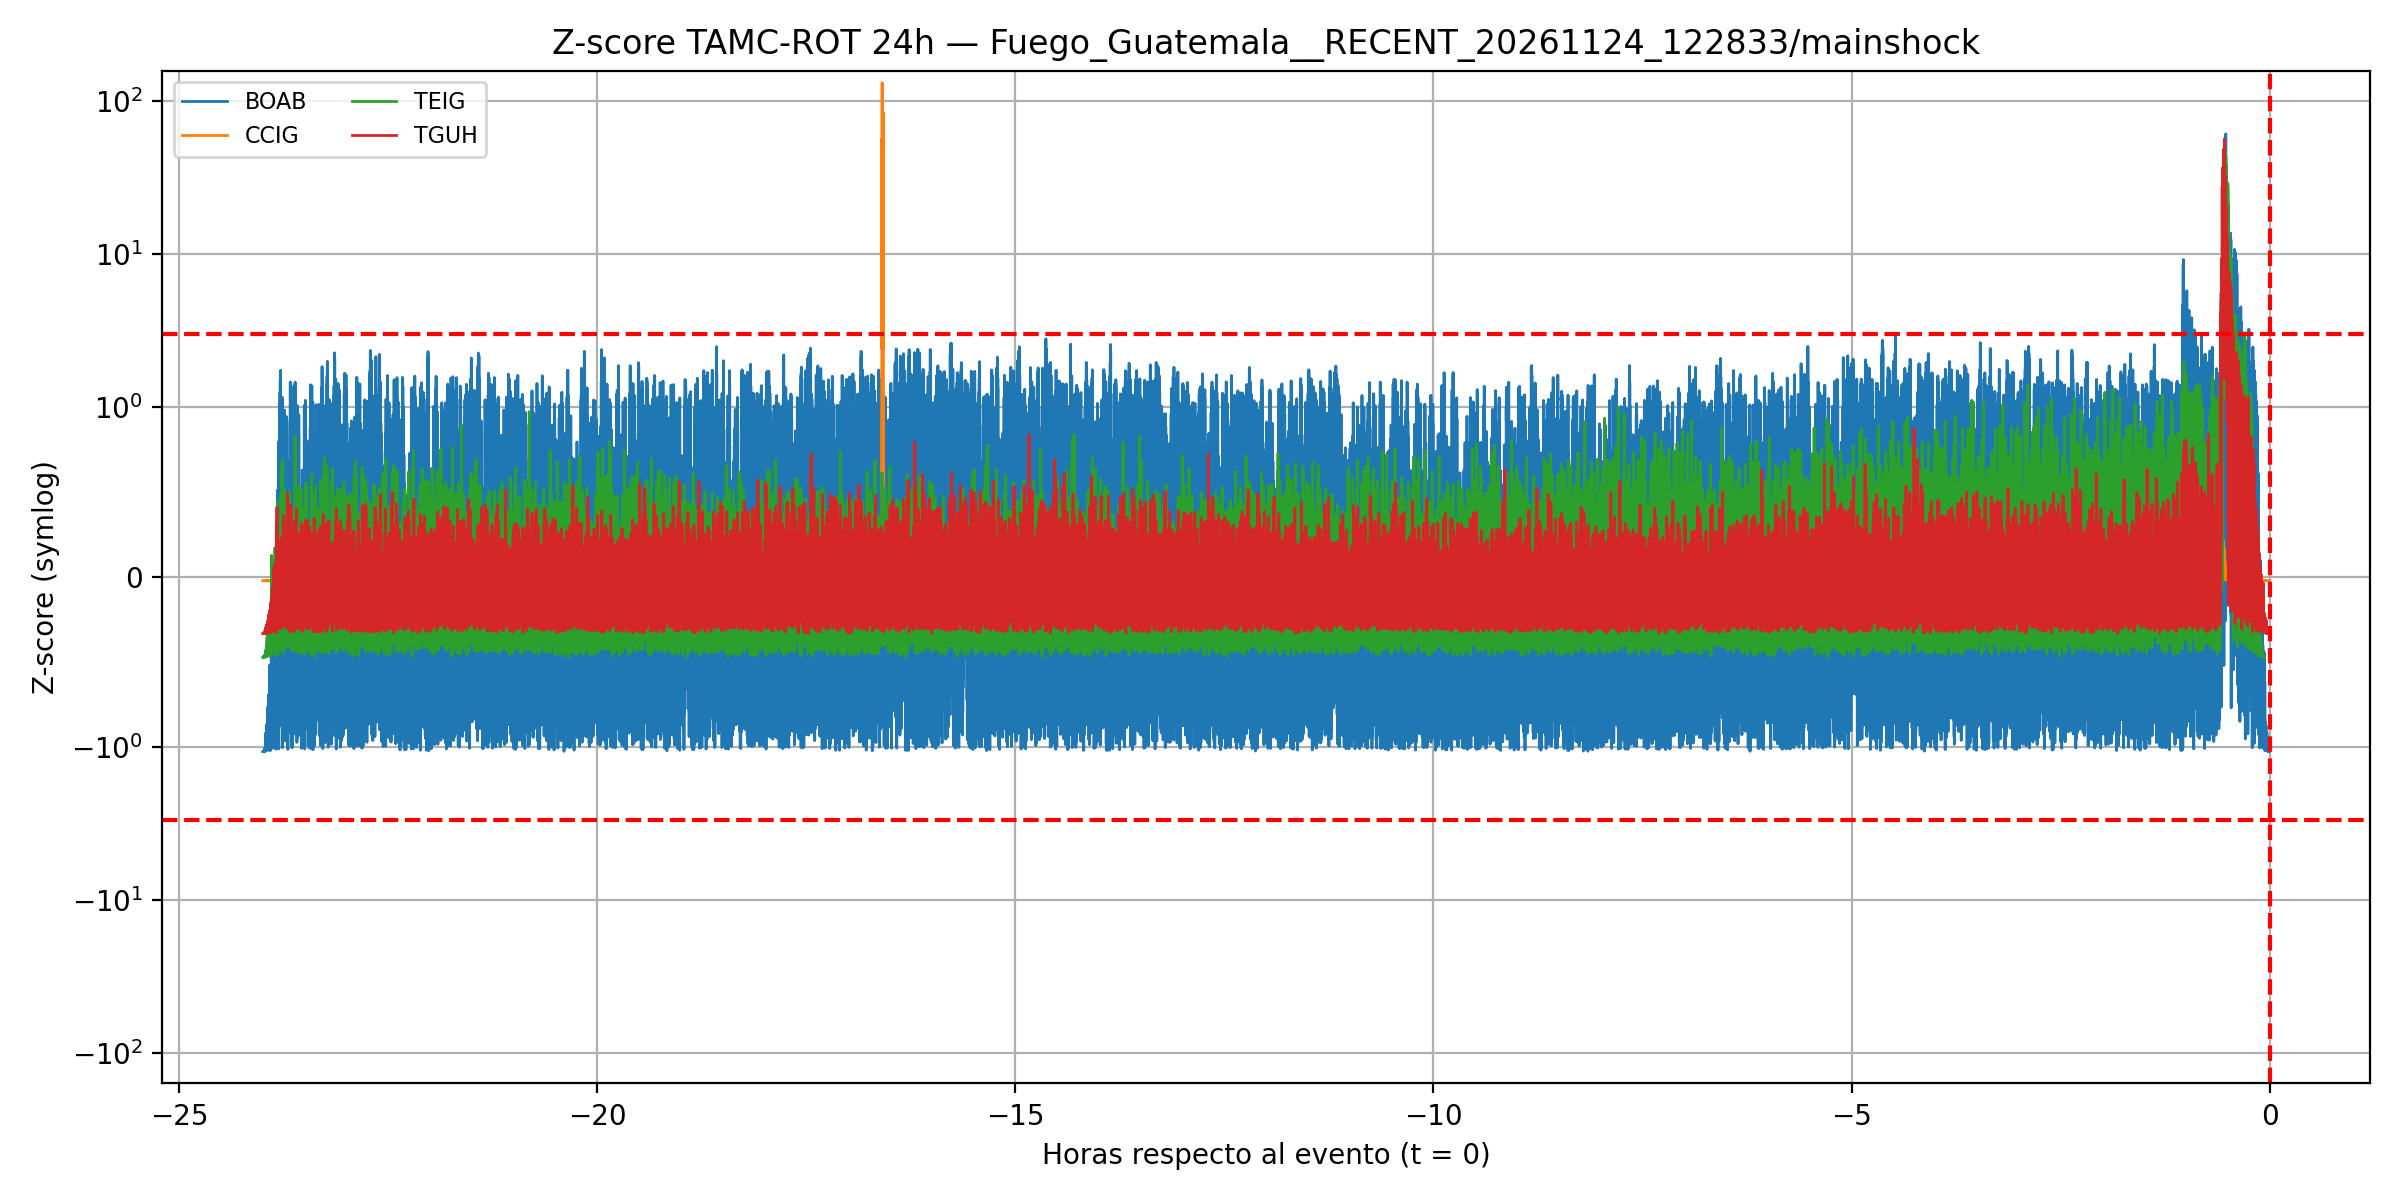 Z-score TAMC-ROT 24h — Fuego_Guatemala__RECENT_20261124_122833/mainshock
BOAB TEIG
CCIG TGUH
10²
10¹
10⁰
0
−10⁰
−10¹
−10²
Z-score (symlog)
−25 −20 −15 −10 −5 0
Horas respecto al evento (t = 0)